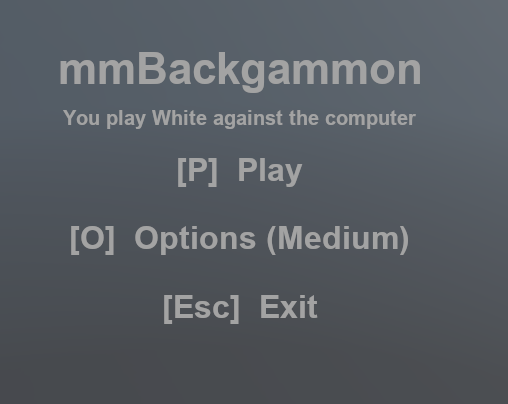 mmBackgammon
You play White against the computer
[P] Play
[O] Options (Medium)
[Esc] Exit